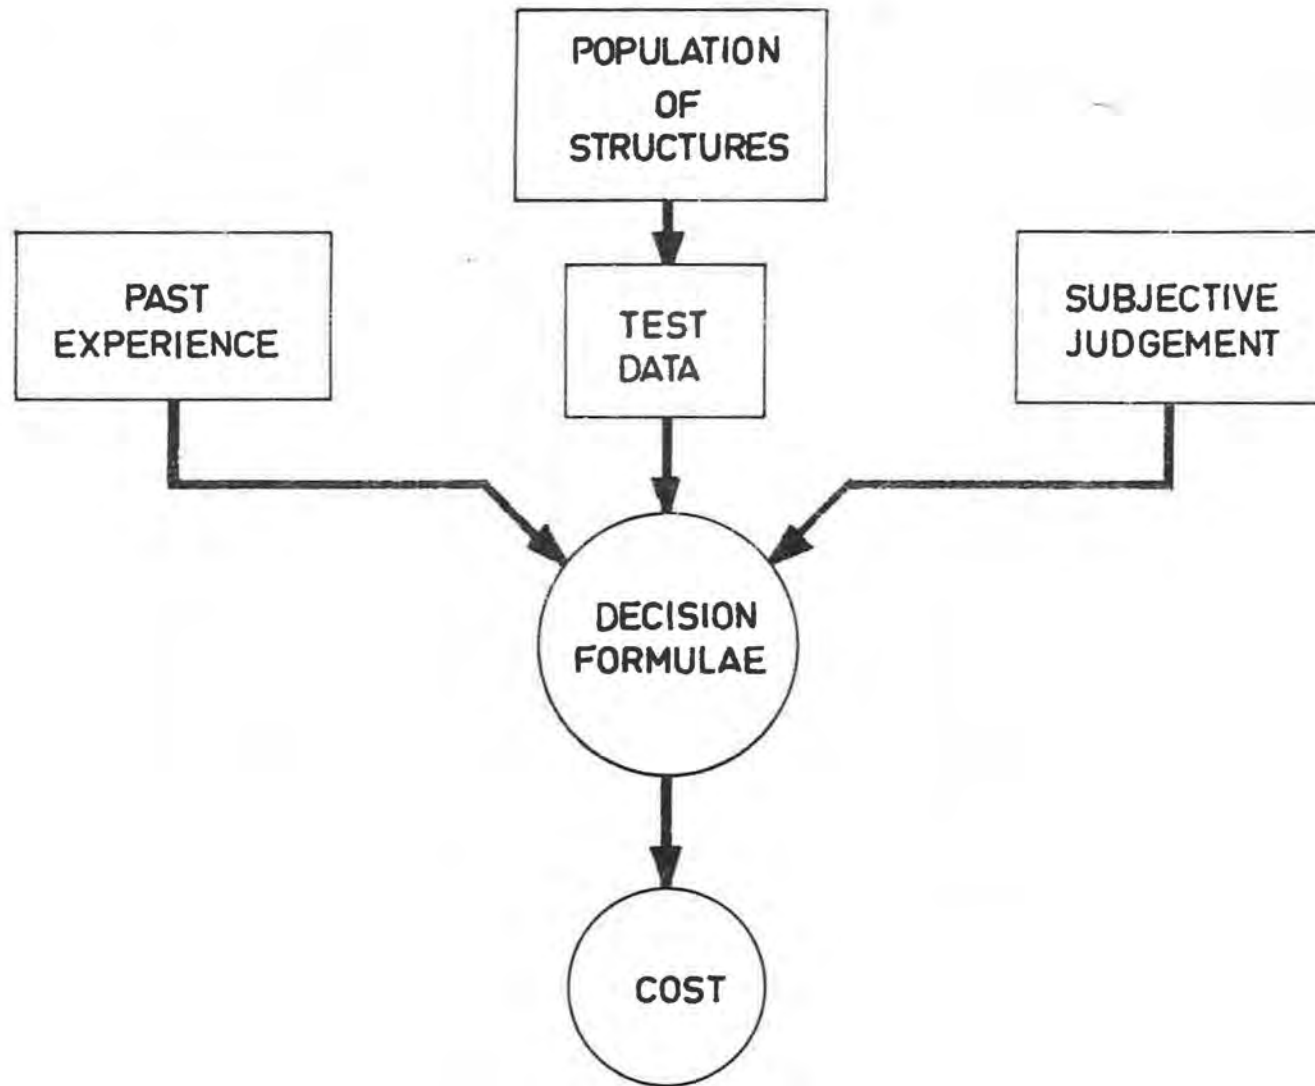 POPULATION
OF
STRUCTURES
PAST
EXPERIENCE
TEST
DATA
SUBJECTIVE
JUDGEMENT
DECISION
FORMULAE
COST